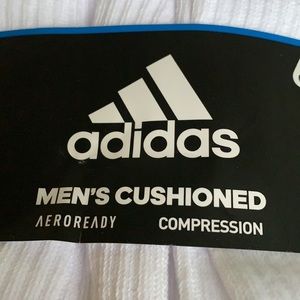 adidas
MEN'S CUSHIONED
AEROREADY COMPRESSION